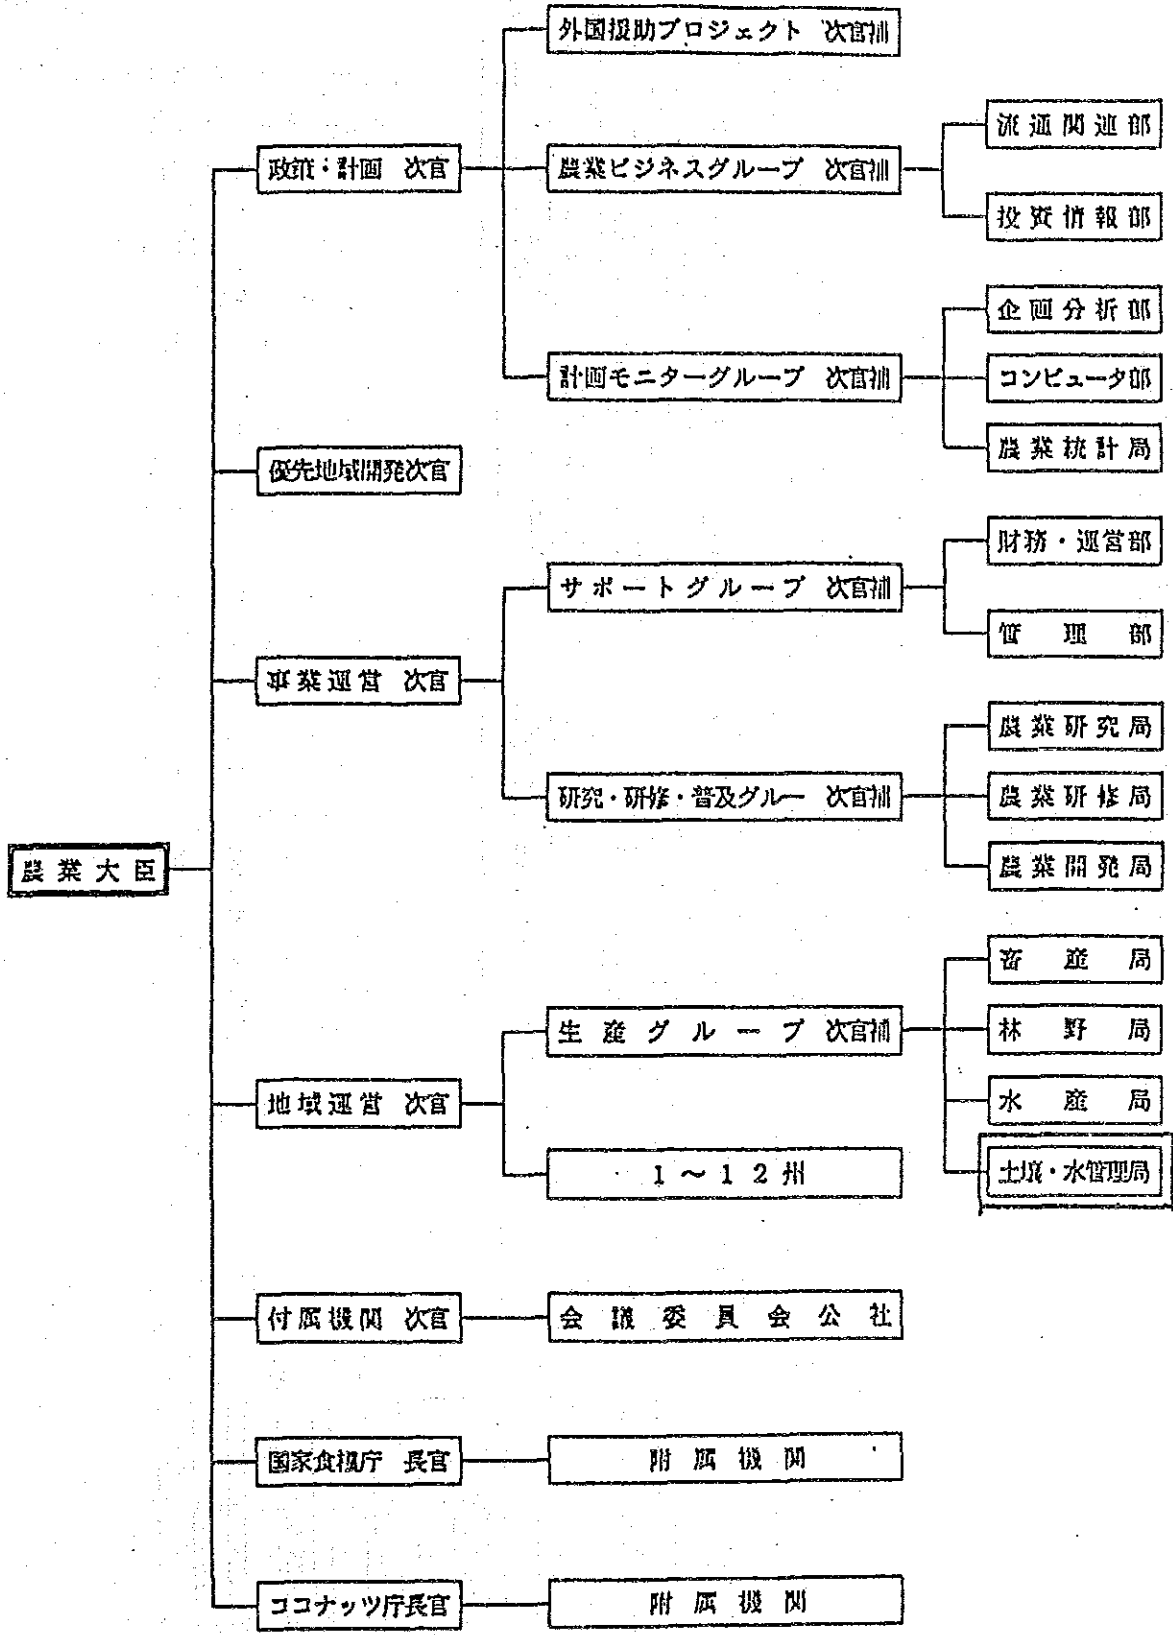 外国援助プロジェクト 次官補
流通関連部
政策・計画 次官
農業ビジネスグループ 次官補
投資情報部
企画分析部
計画モニターグループ 次官補
コンピュータ部
農業統計局
優先地域開発次官
財務・運営部
サポートグループ 次官補
管理部
事業運営 次官
農業研究局
研究・研修・普及グルー 次官補
農業研修局
農業開発局
農業大臣
畜産局
生産グループ 次官補
林野局
水産局
地域運営 次官
1～12州
土壌・水管理局
付属機関 次官
会議委員会公社
国家食糧庁 長官
附属機関
ココナッツ庁長官
附属機関